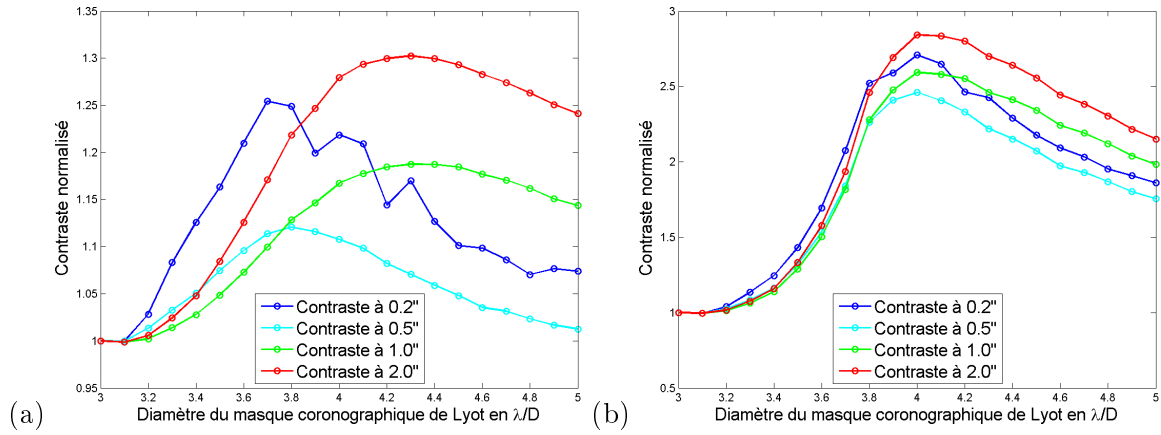 (a)
Contraste normalisé
1.35
1.3
1.25
1.2
1.15
1.1
1.05
1
0.95
3 3.2 3.4 3.6 3.8 4 4.2 4.4 4.6 4.8 5
Diamètre du masque coronographique de Lyot en λ/D
Contraste à 0.2"
Contraste à 0.5"
Contraste à 1.0"
Contraste à 2.0"
(b)
Contraste normalisé
3
2.5
2
1.5
1
0.5
3 3.2 3.4 3.6 3.8 4 4.2 4.4 4.6 4.8 5
Diamètre du masque coronographique de Lyot en λ/D
Contraste à 0.2"
Contraste à 0.5"
Contraste à 1.0"
Contraste à 2.0"